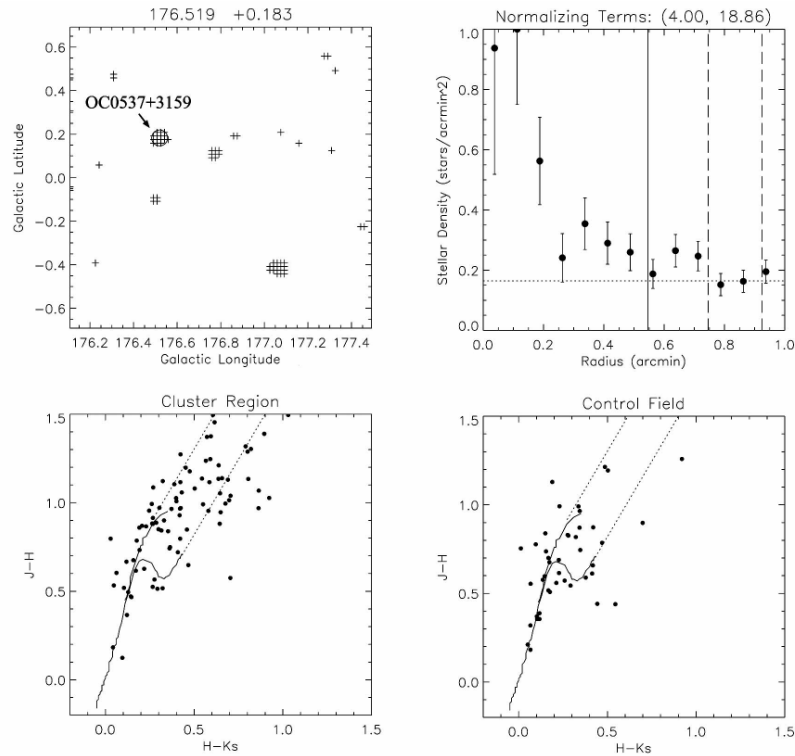 176.519 +0.183
0.6
0.4
0.2
0.0
−0.2
−0.4
−0.6
Galactic Latitude
OC0537+3159
176.2 176.4 176.6 176.8 177.0 177.2 177.4
Galactic Longitude
Normalizing Terms: (4.00, 18.86)
1.0
0.8
0.6
0.4
0.2
0.0
Stellar Density (stars/acrmin^2)
0.0 0.2 0.4 0.6 0.8 1.0
Radius (arcmin)
Cluster Region
1.5
1.0
0.5
0.0
J−H
0.0 0.5 1.0 1.5
H−Ks
Control Field
1.5
1.0
0.5
0.0
J−H
0.0 0.5 1.0 1.5
H−Ks